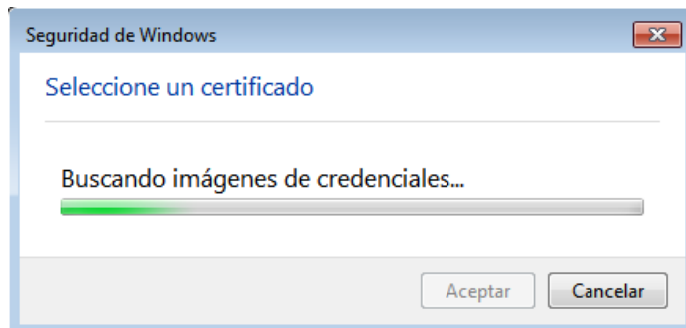 Seguridad de Windows
Seleccione un certificado
Buscando imágenes de credenciales...
Aceptar Cancelar